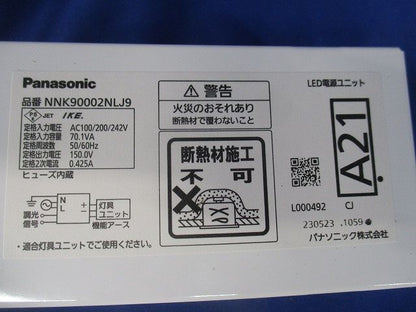 Panasonic
品番 NNK90002NLJ9
PS E JET IKE.
定格入力電圧 AC100/200/242V
定格入力電力 70.1VA
定格周波数 50/60Hz
定格出力電圧 150.0V
定格2次電流 0.425A
ヒューズ内蔵
N
L
調光
信号
灯具
ユニット
機能アース
・適合灯具ユニットでご使用ください。
警告
火災のおそれあり
断熱材で覆わないこと
断熱材施工
不可
LED電源ユニット
A21
L000492 CJ
230523 .1059
パナソニック株式会社